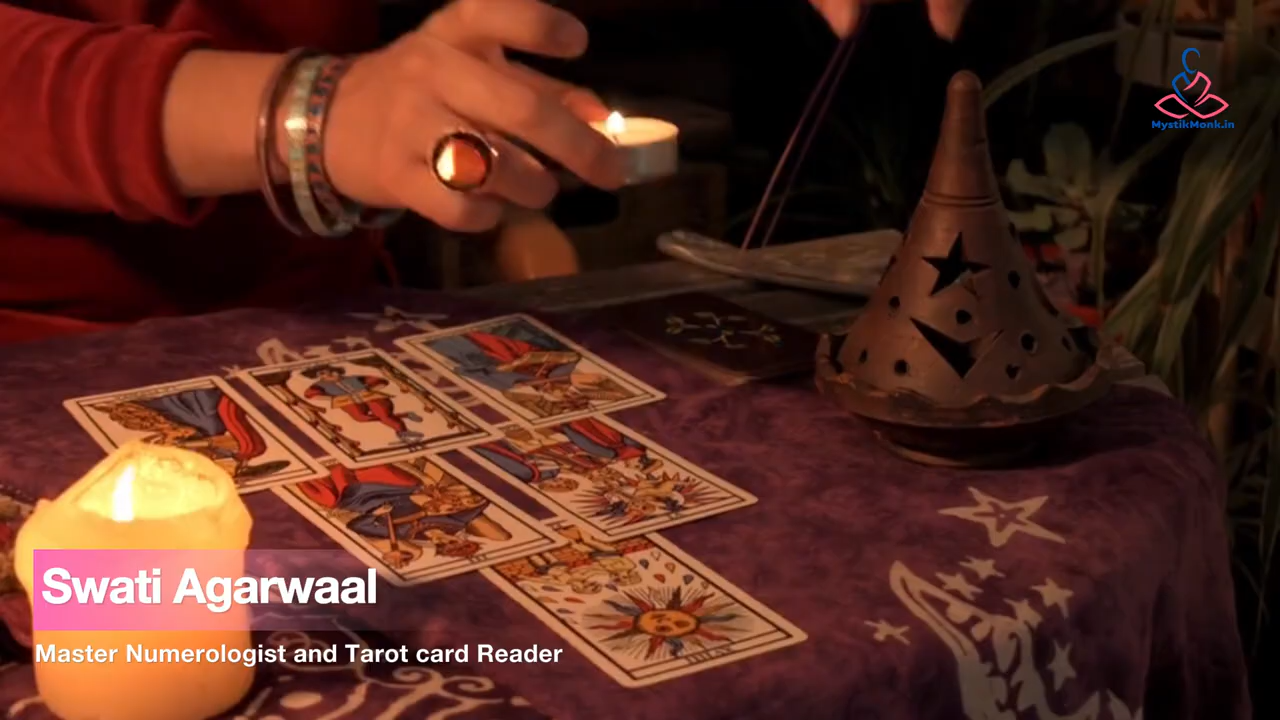 MystikMonk.in
Swati Agarwaal
Master Numerologist and Tarot card Reader